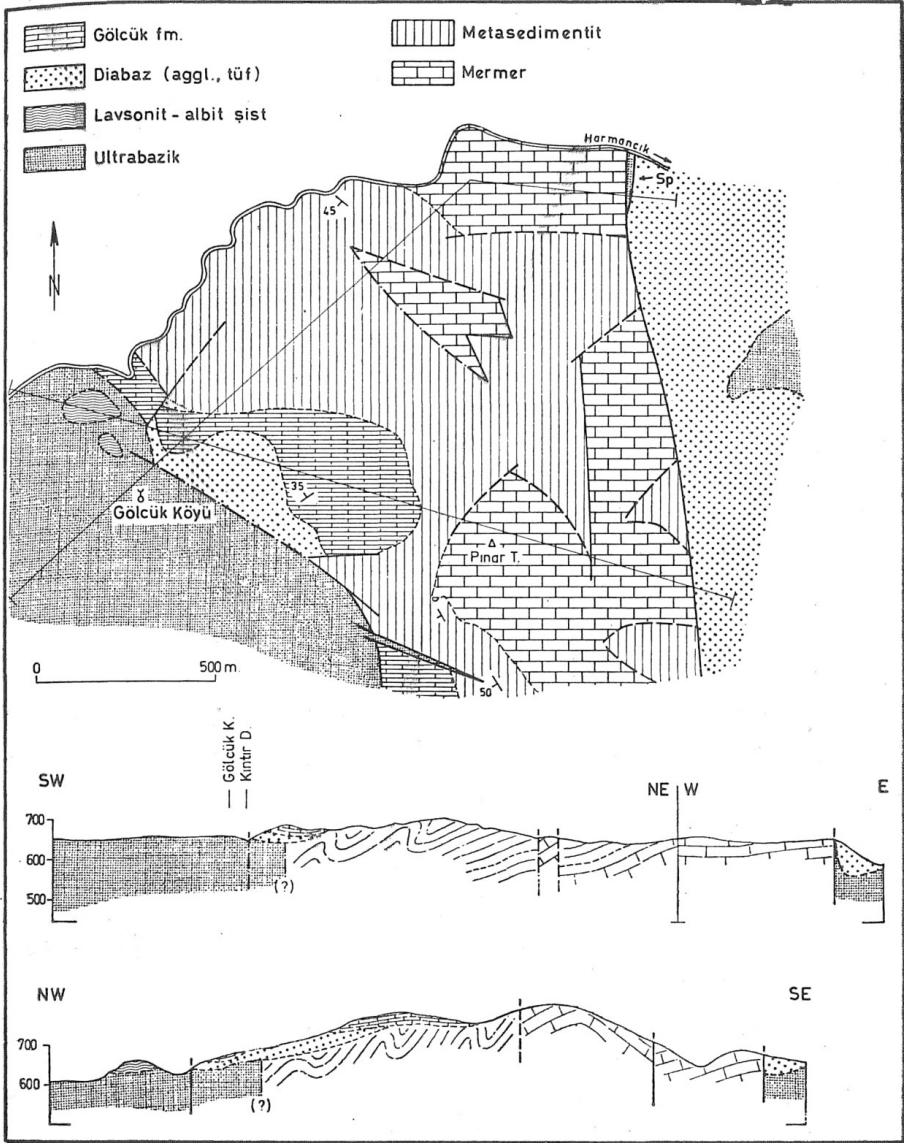 Gölcük fm.
Diabaz (aggl., tüf)
Lavsonit - albit şist
Ultrabazik
Metasedimentit
Mermer
Harmancık
Sp
45
N
35
Gölcük Köyü
Pınar T.
0 500 m.
50
Gölcük K.
Kıntır D.
SW NE W E
700
600
500
(?)
NW SE
700
600
(?)